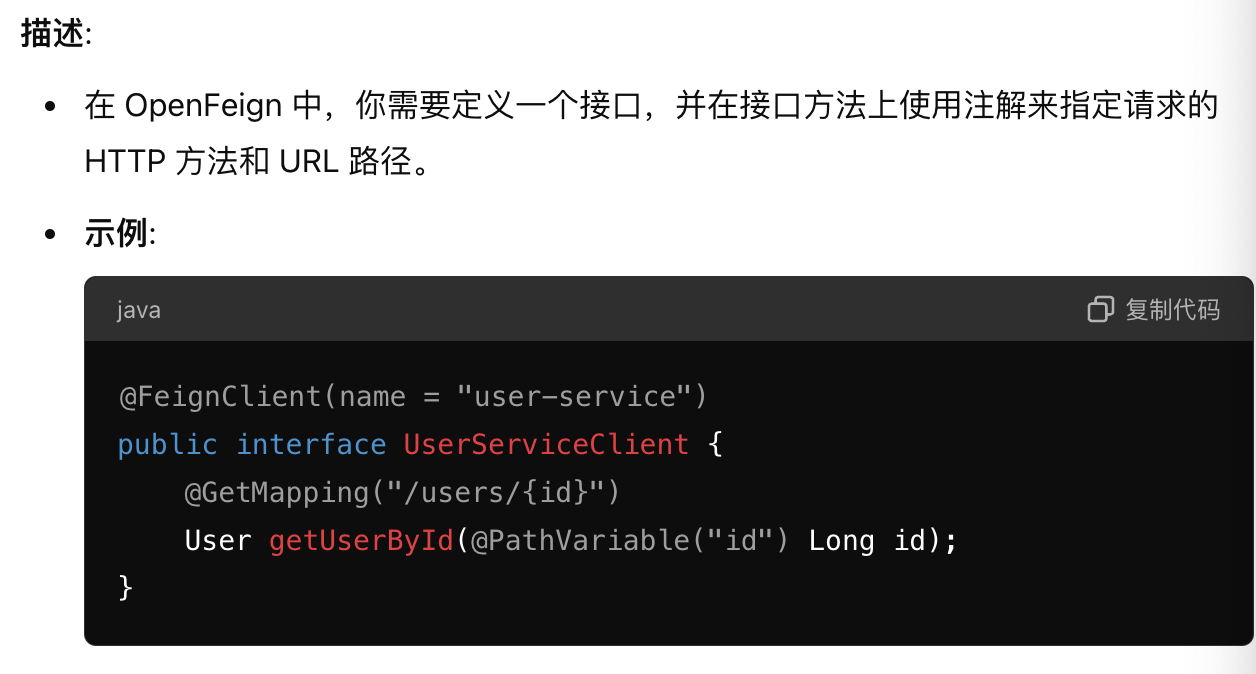 描述:
在 OpenFeign 中，你需要定义一个接口，并在接口方法上使用注解来指定请求的
HTTP 方法和 URL 路径。
示例:
java 复制代码
@FeignClient(name = "user-service")
public interface UserServiceClient {
    @GetMapping("/users/{id}")
    User getUserById(@PathVariable("id") Long id);
}